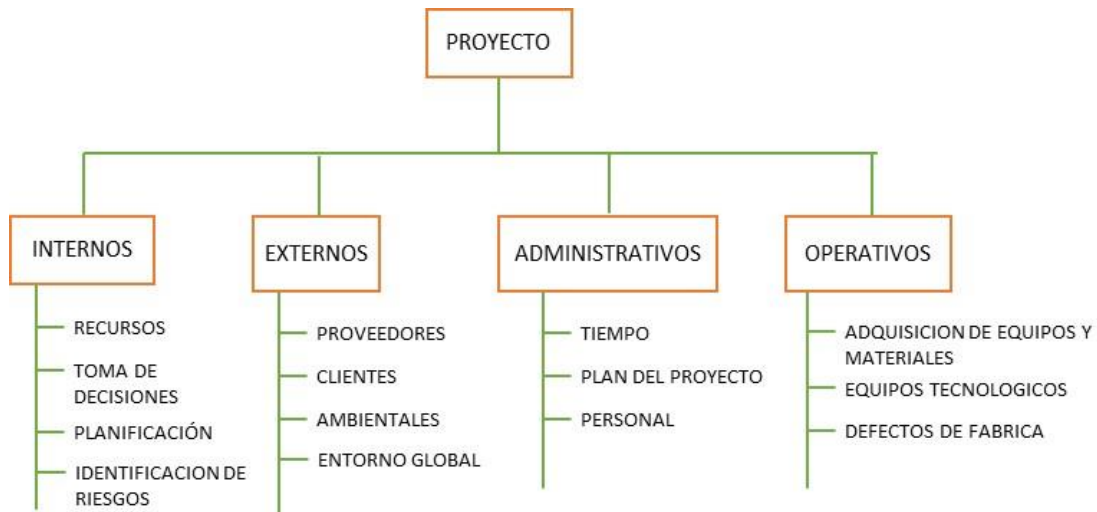 PROYECTO
INTERNOS
RECURSOS
TOMA DE
DECISIONES
PLANIFICACIÓN
IDENTIFICACION DE
RIESGOS
EXTERNOS
PROVEEDORES
CLIENTES
AMBIENTALES
ENTORNO GLOBAL
ADMINISTRATIVOS
TIEMPO
PLAN DEL PROYECTO
PERSONAL
OPERATIVOS
ADQUISICION DE EQUIPOS Y
MATERIALES
EQUIPOS TECNOLOGICOS
DEFECTOS DE FABRICA